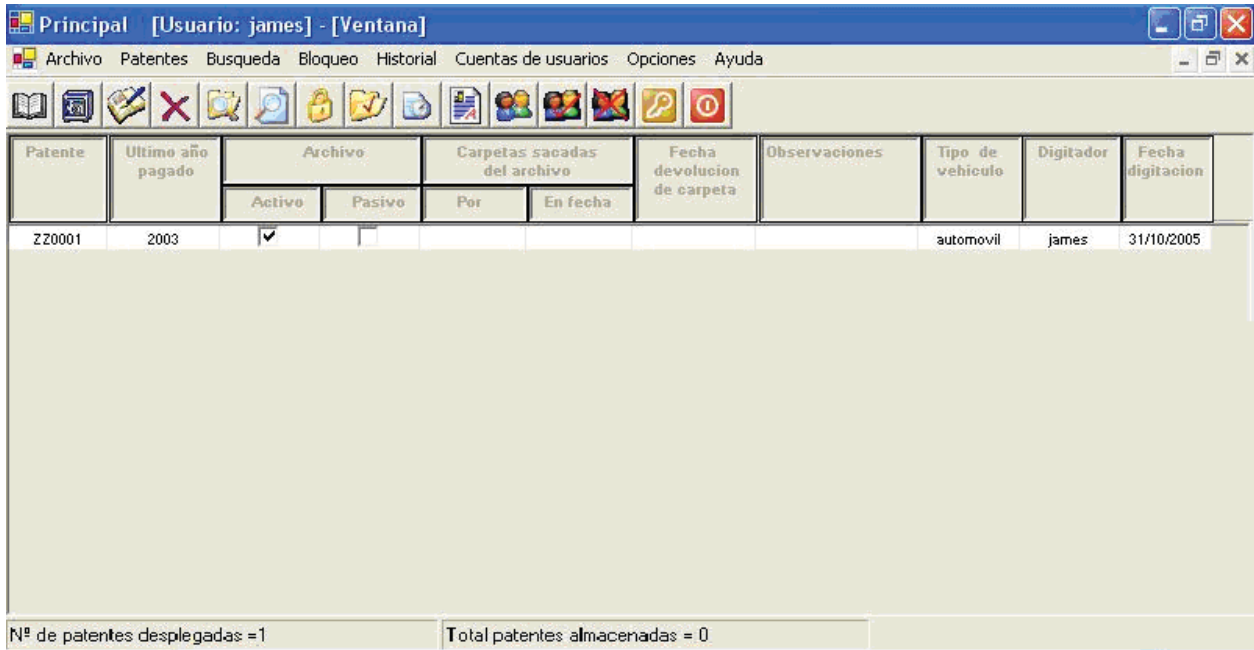 Principal [Usuario: james] - [Ventana]
Archivo Patentes Busqueda Bloqueo Historial Cuentas de usuarios Opciones Ayuda
Patente
Ultimo año
pagado
Archivo
Activo Pasivo
Carpetas sacadas
del archivo
Por En fecha
Fecha
devolucion
de carpeta
Observaciones
Tipo de
vehiculo
Digitador
Fecha
digitacion
ZZ0001 2003 automovil james 31/10/2005
Nº de patentes desplegadas =1
Total patentes almacenadas = 0